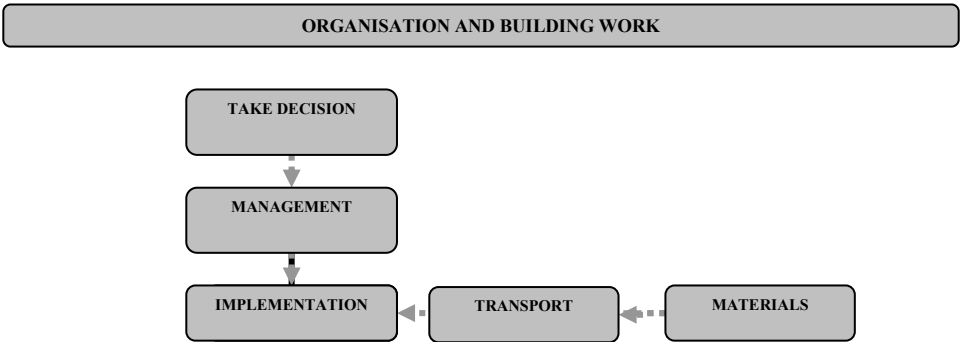 ORGANISATION AND BUILDING WORK
TAKE DECISION
MANAGEMENT
IMPLEMENTATION
TRANSPORT
MATERIALS